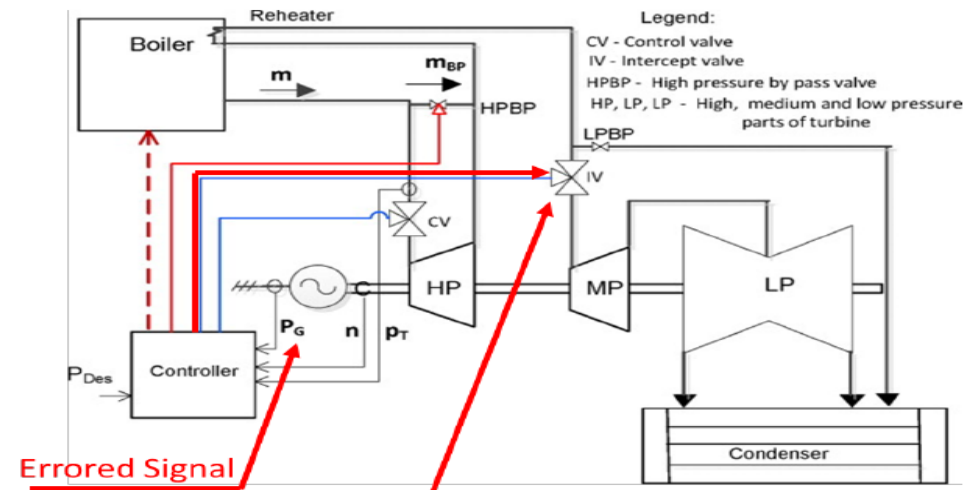 Reheater
Legend:
Boiler
CV - Control valve
IV - Intercept valve
m
mBP
HPBP - High pressure by pass valve
HPBP
HP, LP, LP - High, medium and low pressure
parts of turbine
LPBP
IV
CV
HP
MP
LP
C
PG
n
pT
PDes
Controller
Errored Signal
Condenser